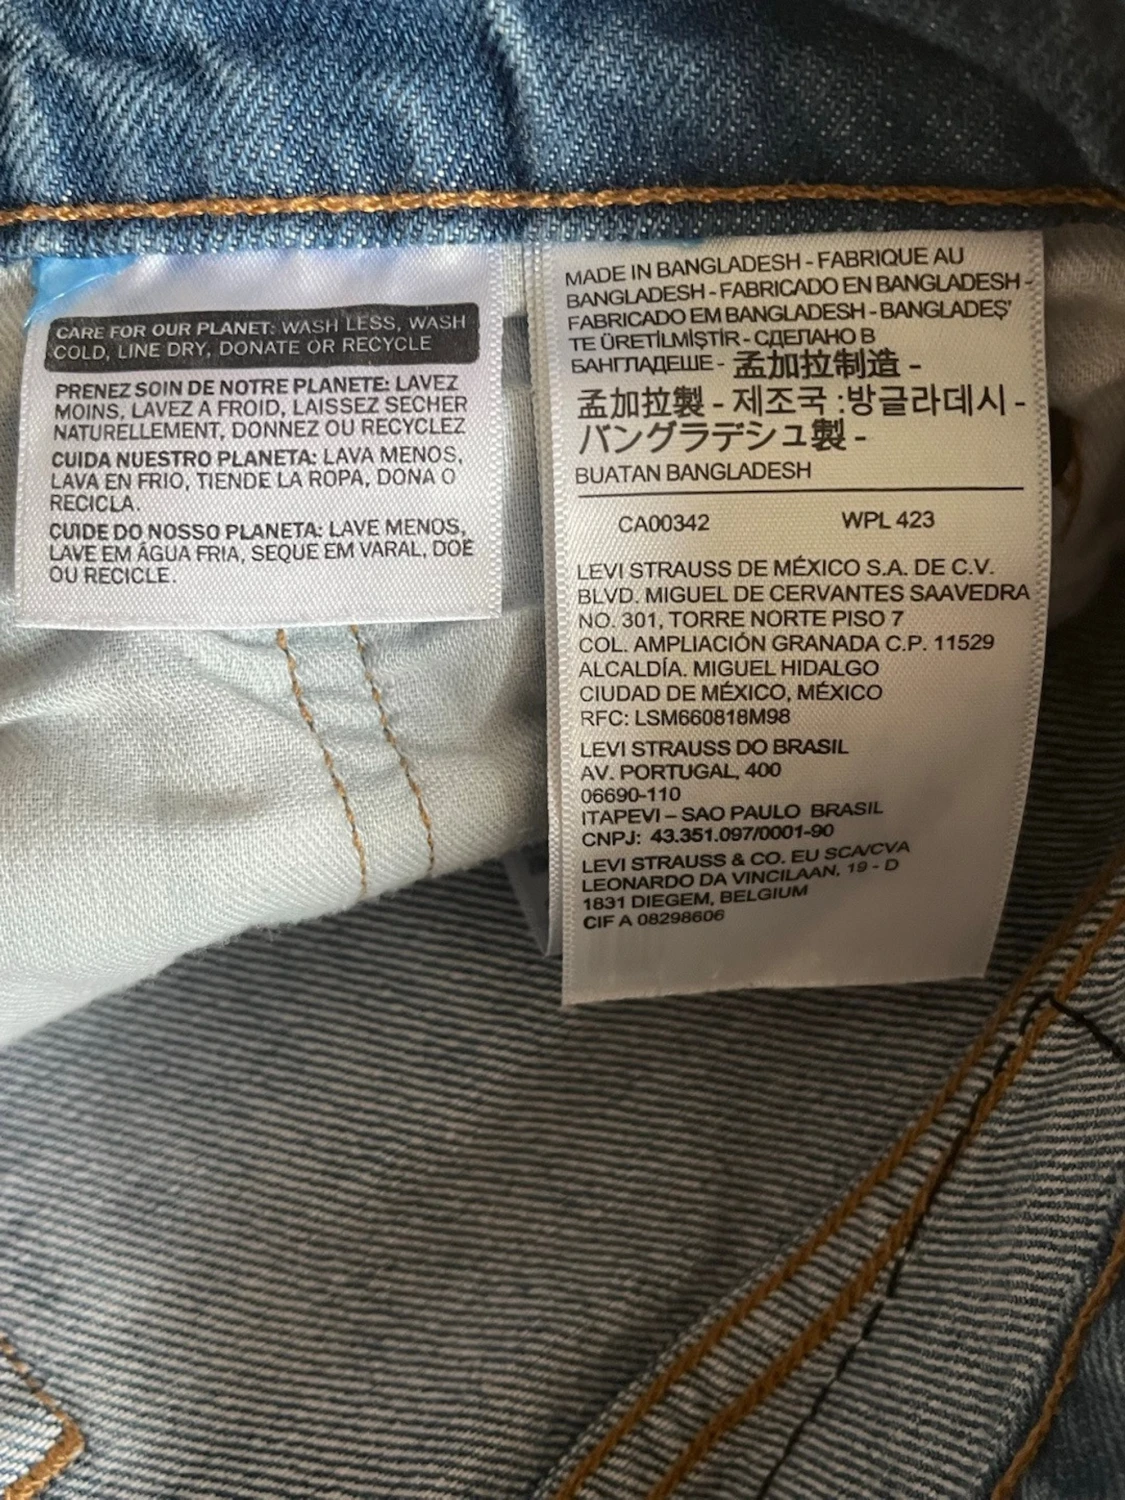 CARE FOR OUR PLANET: WASH LESS, WASH
COLD, LINE DRY, DONATE OR RECYCLE
PRENEZ SOIN DE NOTRE PLANETE: LAVEZ
MOINS, LAVEZ A FROID, LAISSEZ SECHER
NATURELLEMENT, DONNEZ OU RECYCLEZ
CUIDA NUESTRO PLANETA: LAVA MENOS,
LAVA EN FRIO, TIENDE LA ROPA, DONA O
RECICLA.
CUIDE DO NOSSO PLANETA: LAVE MENOS,
LAVE EM ÁGUA FRIA, SEQUE EM VARAL, DOE
OU RECICLE.
MADE IN BANGLADESH - FABRIQUE AU
BANGLADESH - FABRICADO EN BANGLADESH -
FABRICADO EM BANGLADESH - BANGLADEŞ'
TE ÜRETİLMİŞTİR - СДЕЛАНО В
БАНГЛАДЕШЕ - 孟加拉制造 -
孟加拉製 - 제조국 :방글라데시 -
バングラデシュ製 -
BUATAN BANGLADESH
CA00342 WPL 423
LEVI STRAUSS DE MÉXICO S.A. DE C.V.
BLVD. MIGUEL DE CERVANTES SAAVEDRA
NO. 301, TORRE NORTE PISO 7
COL. AMPLIACIÓN GRANADA C.P. 11529
ALCALDÍA. MIGUEL HIDALGO
CIUDAD DE MÉXICO, MÉXICO
RFC: LSM660818M98
LEVI STRAUSS DO BRASIL
AV. PORTUGAL, 400
06690-110
ITAPEVI – SAO PAULO BRASIL
CNPJ: 43.351.097/0001-90
LEVI STRAUSS & CO. EU SCA/CVA
LEONARDO DA VINCILAAN, 19 - D
1831 DIEGEM, BELGIUM
CIF A 08298606